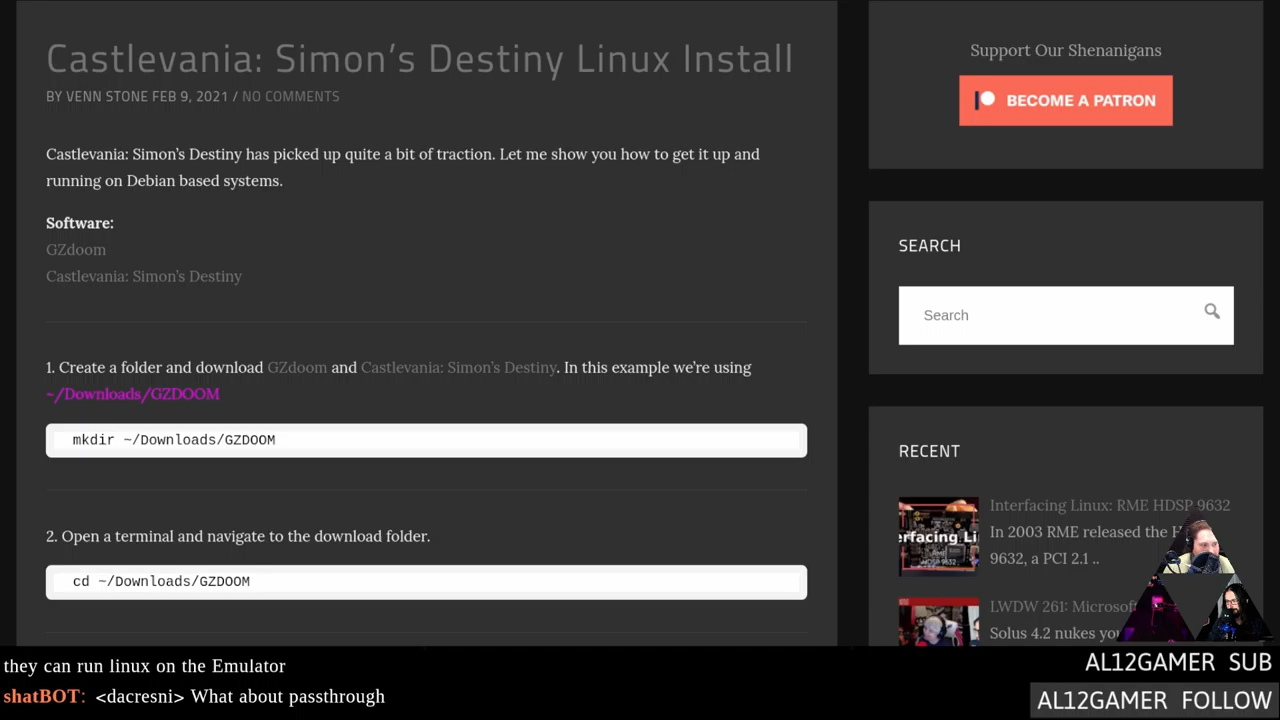 Castlevania: Simon's Destiny Linux Install
BY VENN STONE FEB 9, 2021 / NO COMMENTS
Castlevania: Simon's Destiny has picked up quite a bit of traction. Let me show you how to get it up and
running on Debian based systems.
Software:
GZdoom
Castlevania: Simon's Destiny
1. Create a folder and download GZdoom and Castlevania: Simon's Destiny. In this example we're using
~/Downloads/GZDOOM
mkdir ~/Downloads/GZDOOM
2. Open a terminal and navigate to the download folder.
cd ~/Downloads/GZDOOM
Support Our Shenanigans
BECOME A PATRON
SEARCH
Search
RECENT
Interfacing Linux: RME HDSP 9632
In 2003 RME released the
9632, a PCI 2.1 ..
LWDW 261:
Solus 4.2 nukes
they can run linux on the Emulator
shatBOT: <dacresni> What about passthrough
AL12GAMER SUB
AL12GAMER FOLLOW